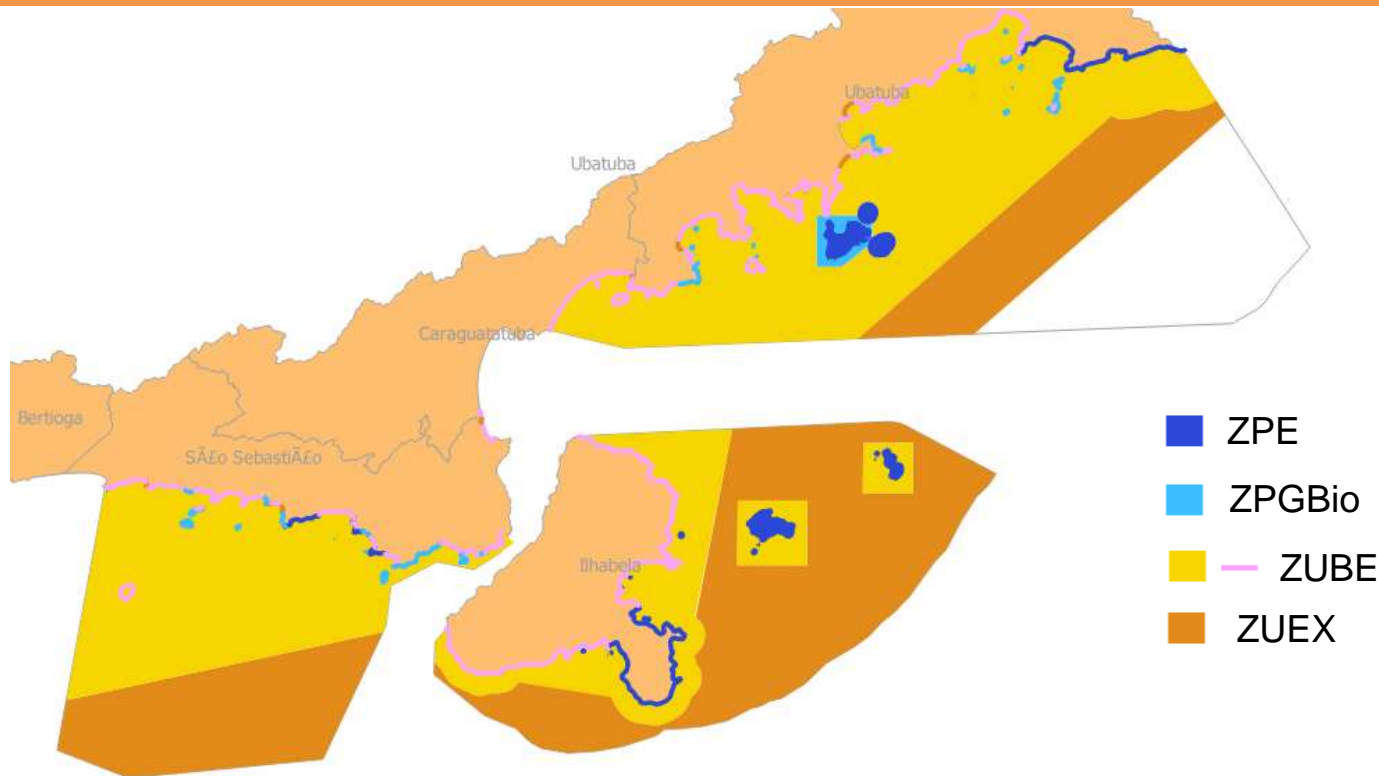 Ubatuba
Ubatuba
Caraguatatuba
Bertioga
SÃ£o SebastiÃ£o
Ilhabela
ZPE
ZPGBio
ZUBE
ZUEX